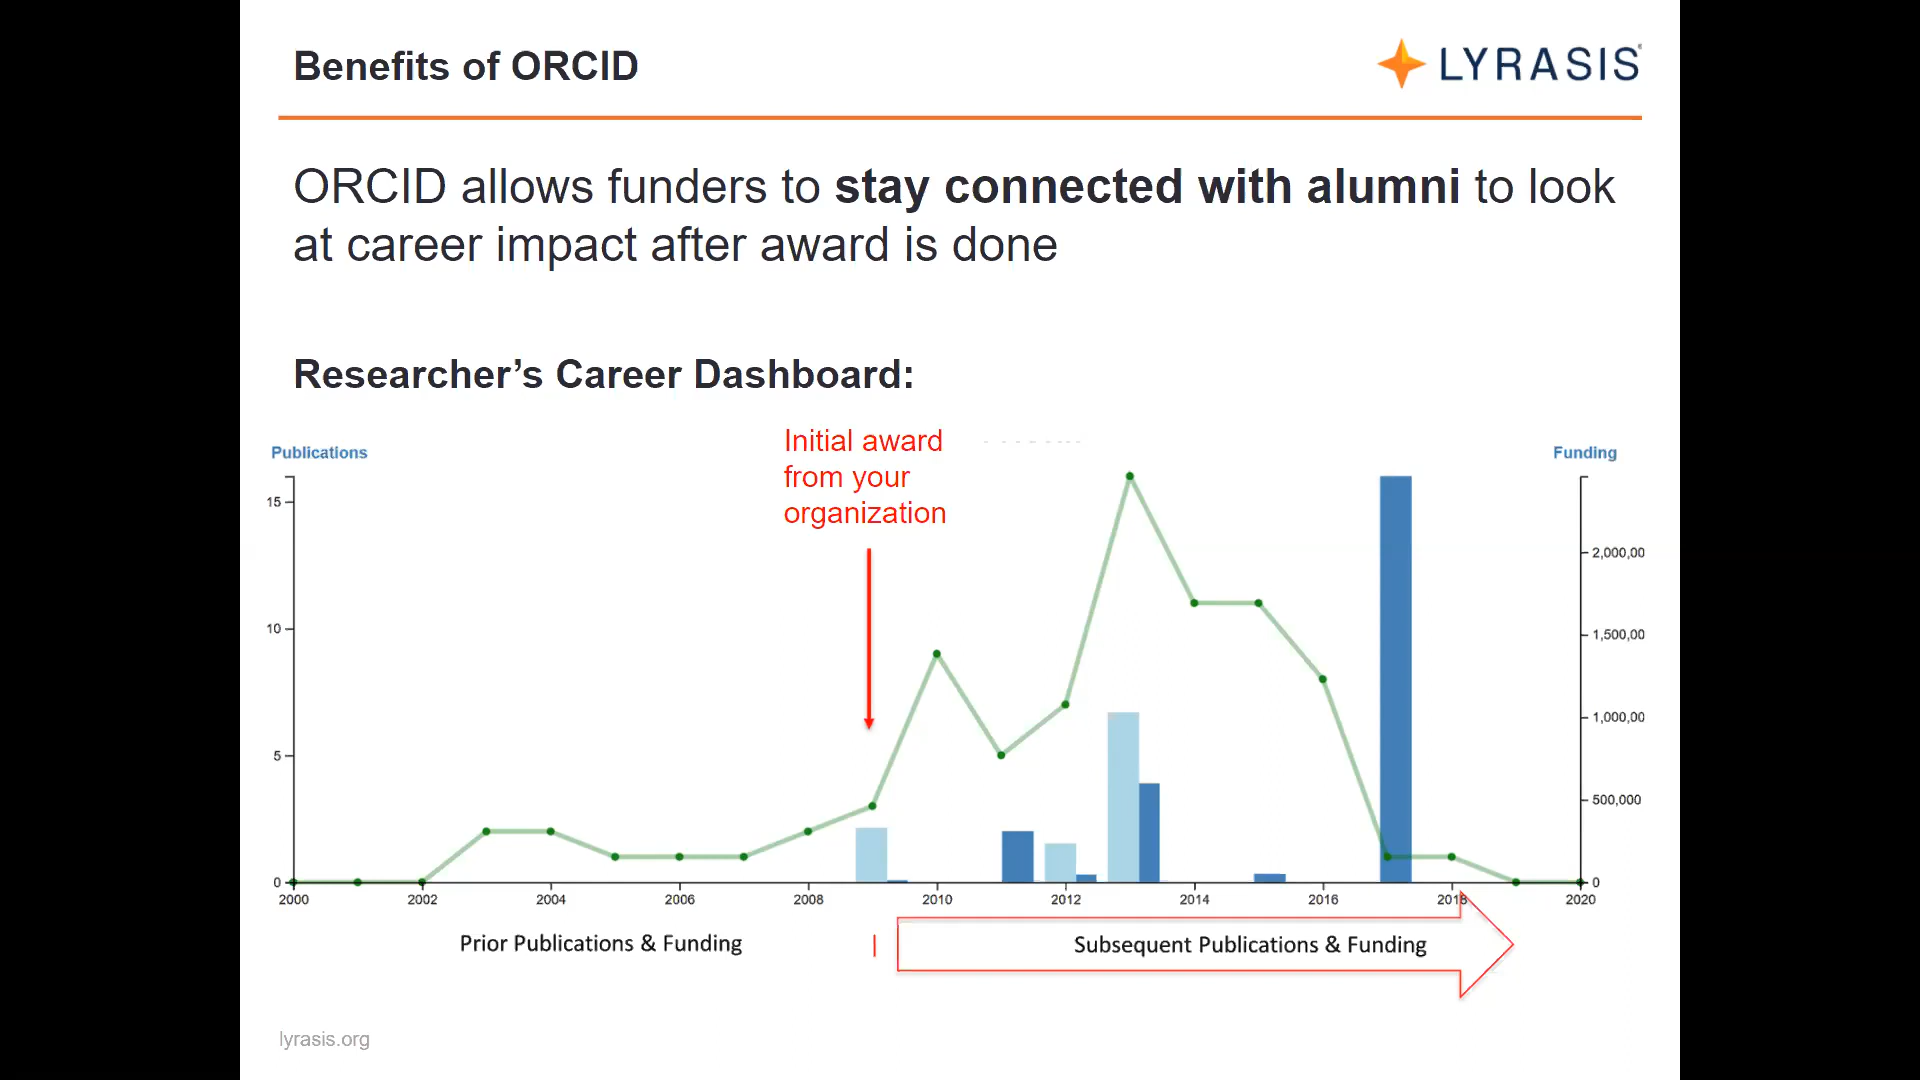 Benefits of ORCID
LYRASIS
ORCID allows funders to stay connected with alumni to look
at career impact after award is done
Researcher’s Career Dashboard:
Initial award
from your
organization
Publications
Funding
15
10
5
0
2,000,00
1,500,00
1,000,00
500,000
0
2000 2002 2004 2006 2008 2010 2012 2014 2016 2018 2020
Prior Publications & Funding
Subsequent Publications & Funding
lyrasis.org